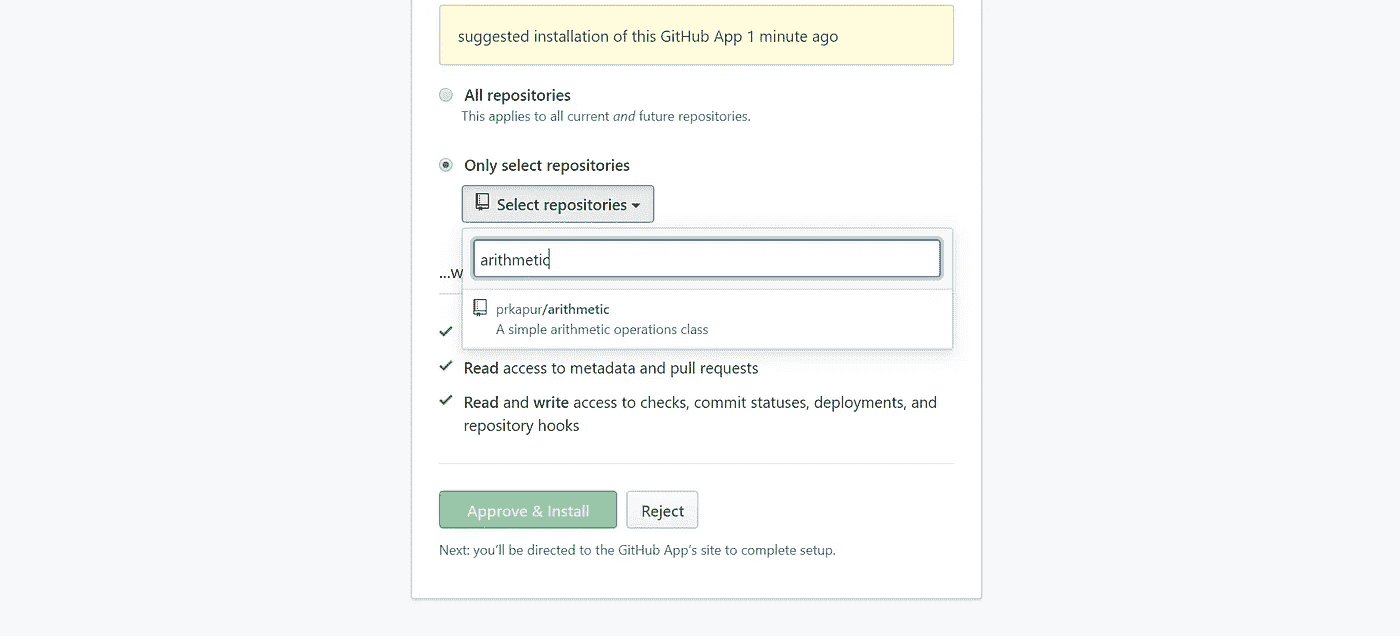 suggested installation of this GitHub App 1 minute ago
All repositories
This applies to all current and future repositories.
Only select repositories
Select repositories
arithmetic
...w
prkapur/arithmetic
A simple arithmetic operations class
Read access to metadata and pull requests
Read and write access to checks, commit statuses, deployments, and
repository hooks
Approve & Install
Reject
Next: you'll be directed to the GitHub App's site to complete setup.